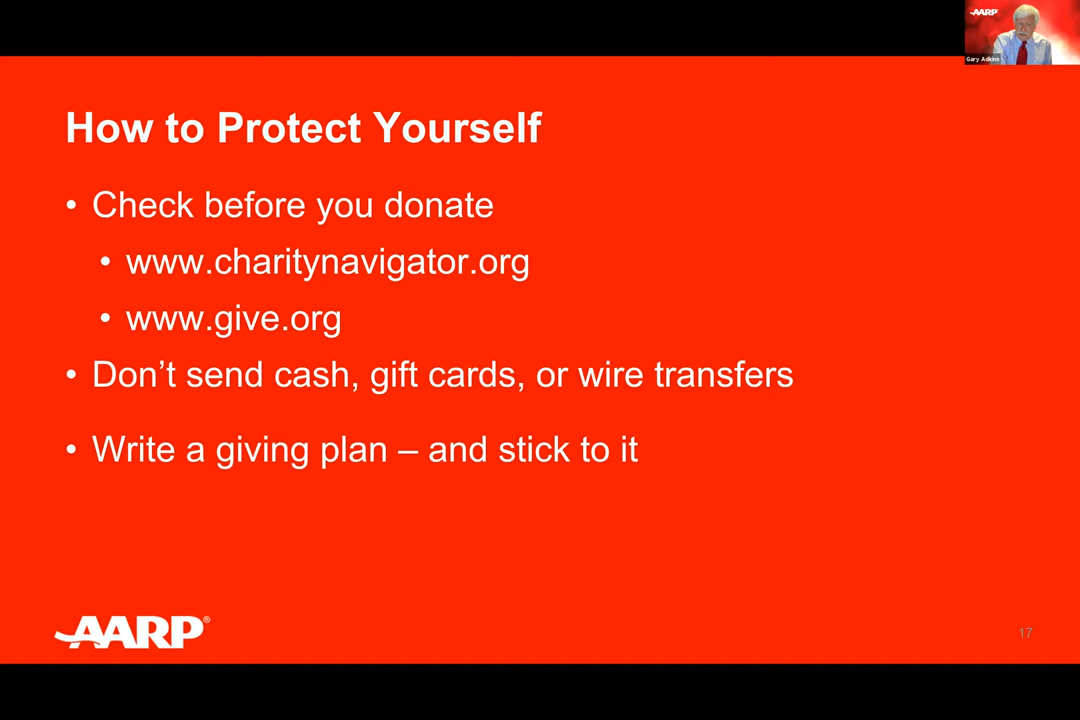 AARP
Gary Adkins
How to Protect Yourself
• Check before you donate
• www.charitynavigator.org
• www.give.org
• Don’t send cash, gift cards, or wire transfers
• Write a giving plan – and stick to it
AARP®
17